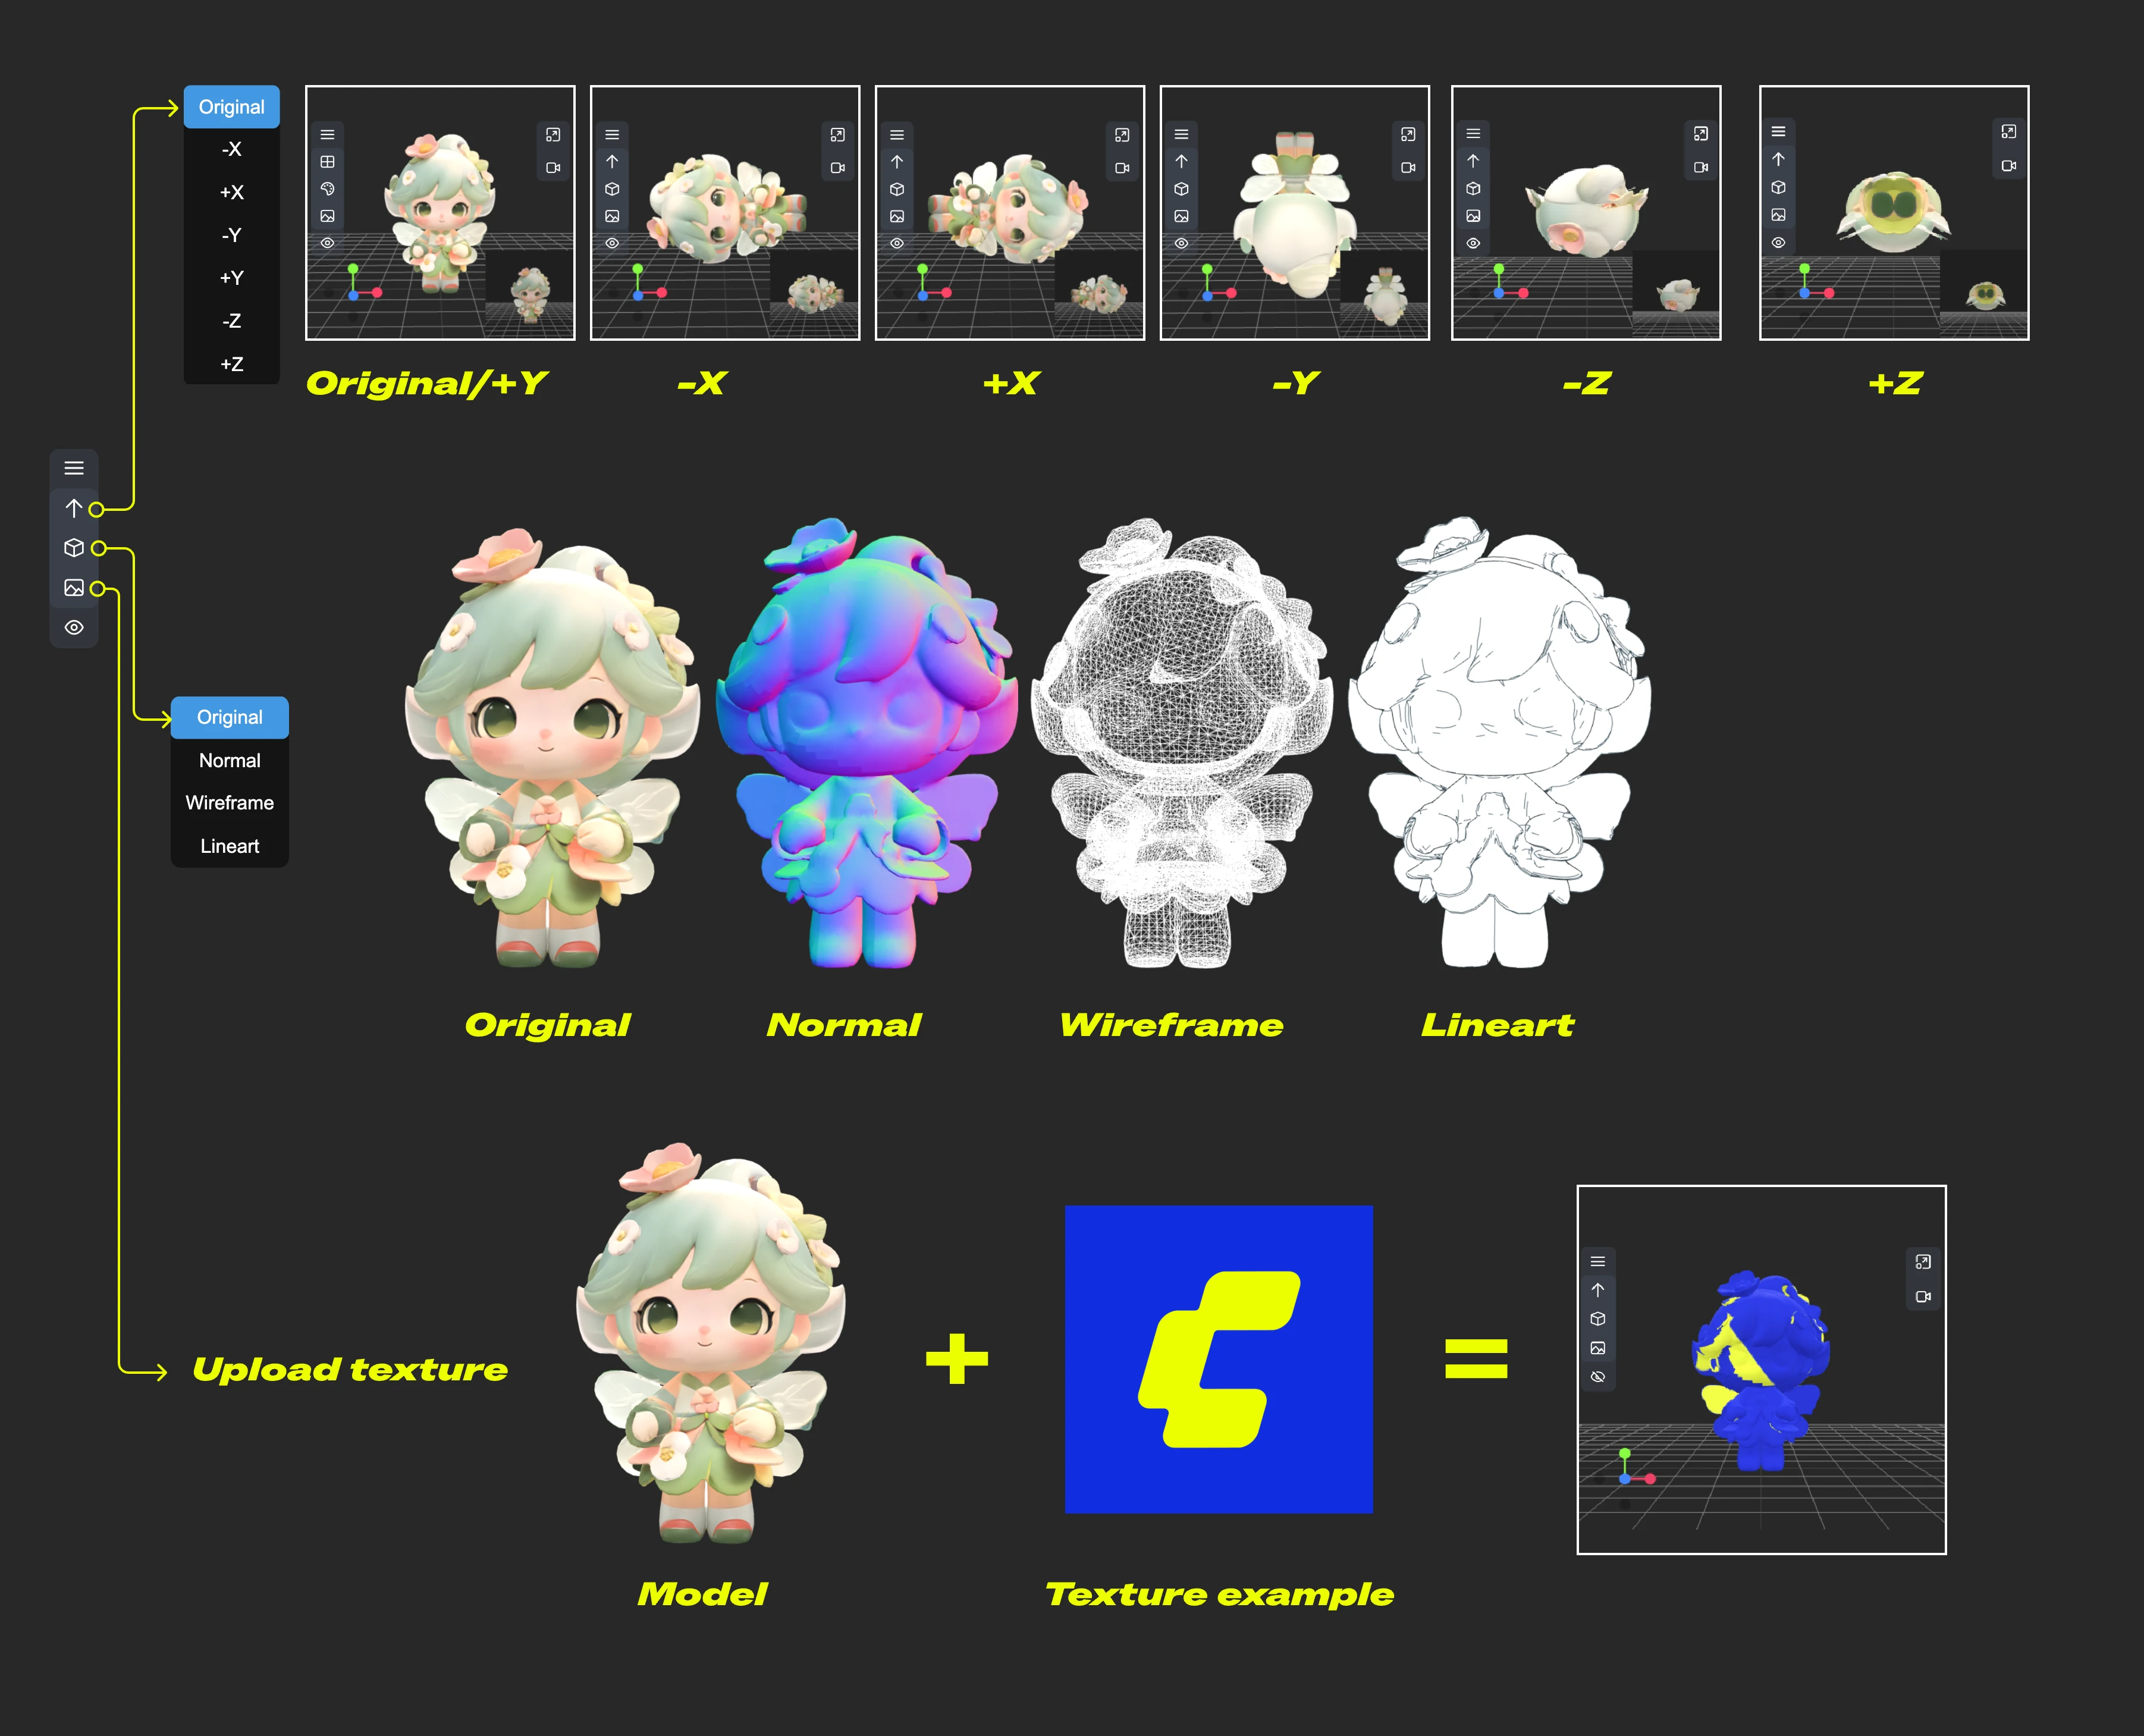 Original
-X
+X
-Y
+Y
-Z
+Z
Original/+Y
-X
+X
-Y
-Z
+Z
Original
Normal
Wireframe
Lineart
Original
Normal
Wireframe
Lineart
Upload texture
+
=
Model
Texture example